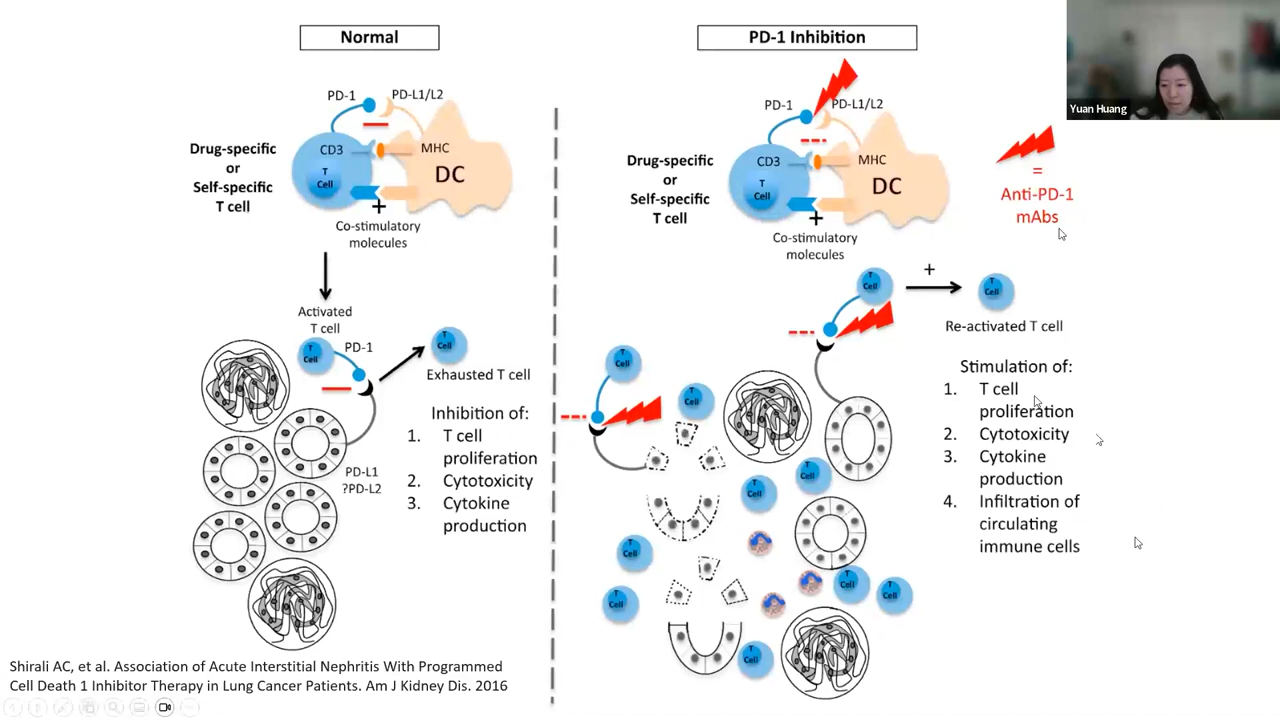 Normal
PD-1
PD-L1/L2
Drug-specific
or
Self-specific
T cell
CD3
MHC
T
Cell
DC
+
Co-stimulatory
molecules
Activated
T cell
T
Cell
PD-1
T
Cell
Exhausted T cell
Inhibition of:
1. T cell
proliferation
2. Cytotoxicity
3. Cytokine
production
PD-L1
?PD-L2
PD-1 Inhibition
PD-1
PD-L1/L2
Drug-specific
or
Self-specific
T cell
CD3
MHC
T
Cell
DC
+
Co-stimulatory
molecules
=
Anti-PD-1
mAbs
T
Cell
+
T
Cell
Re-activated T cell
Stimulation of:
1. T cell
proliferation
2. Cytotoxicity
3. Cytokine
production
4. Infiltration of
circulating
immune cells
T
Cell
T
Cell
T
Cell
T
Cell
T
Cell
T
Cell
T
Cell
T
Cell
T
Cell
Shirali AC, et al. Association of Acute Interstitial Nephritis With Programmed
Cell Death 1 Inhibitor Therapy in Lung Cancer Patients. Am J Kidney Dis. 2016
Yuan Huang